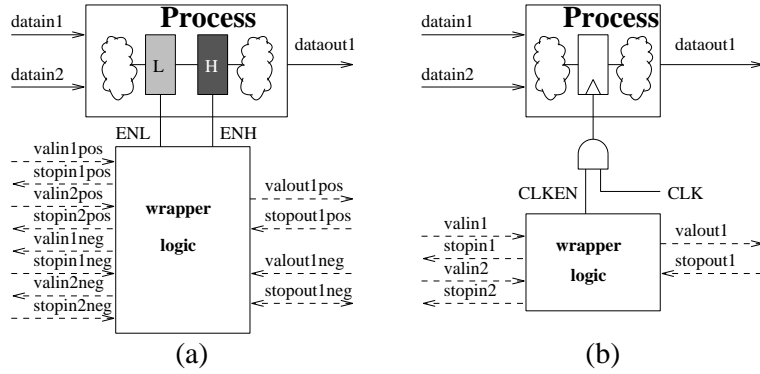 Process
datain1
datain2
L
H
dataout1
ENL
ENH
valin1pos
stopin1pos
valin2pos
stopin2pos
valin1neg
stopin1neg
valin2neg
stopin2neg
wrapper
logic
valout1pos
stopout1pos
valout1neg
stopout1neg
(a)
Process
datain1
datain2
dataout1
CLKEN
CLK
valin1
stopin1
valin2
stopin2
wrapper
logic
valout1
stopout1
(b)